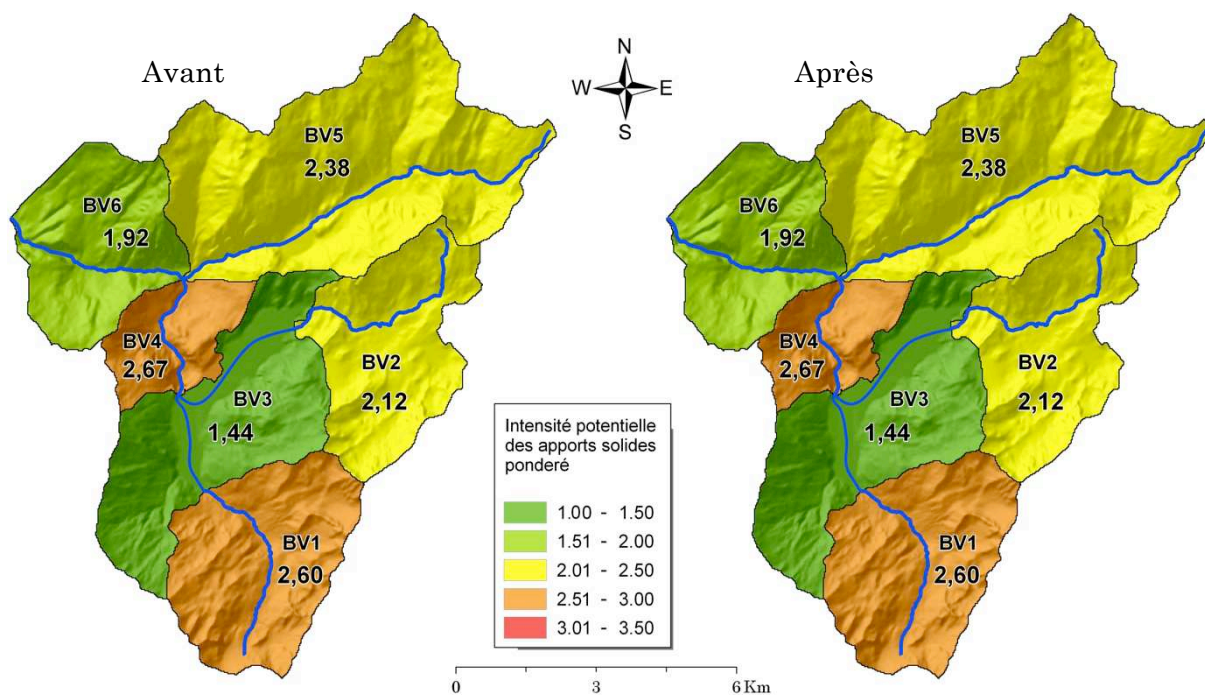 Avant
N
W E
S
Après
BV5
2,38
BV6
1,92
BV4
2,67
BV3
1,44
BV2
2,12
BV1
2,60
Intensité potentielle
des apports solides
ponderé
1.00 - 1.50
1.51 - 2.00
2.01 - 2.50
2.51 - 3.00
3.01 - 3.50
0 3 6 Km
BV5
2,38
BV6
1,92
BV4
2,67
BV3
1,44
BV2
2,12
BV1
2,60